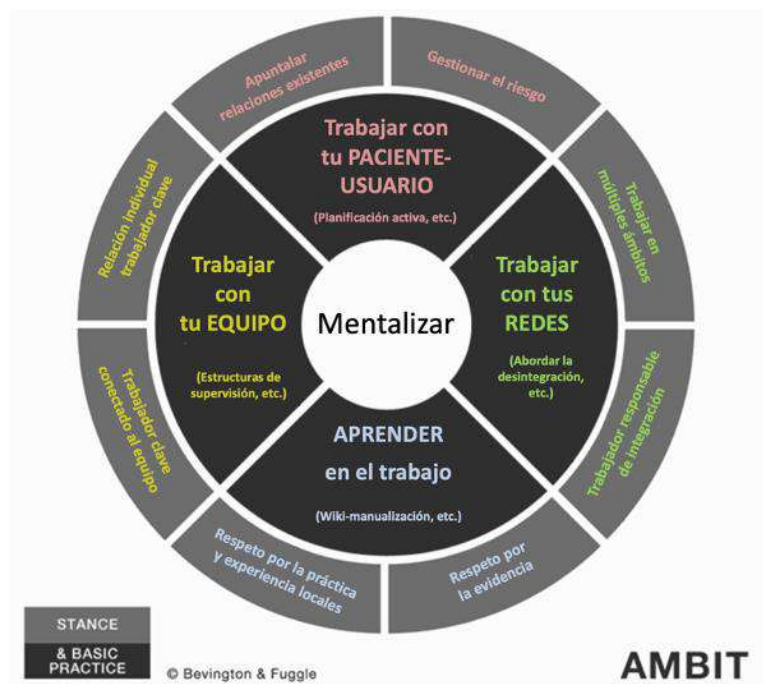 Apuntalar
relaciones existentes
Gestionar el riesgo
Trabajar con
tu PACIENTE-
USUARIO
(Planificación activa, etc.)
Relación individual
trabajador clave
Trabajar en
múltiples ámbitos
Trabajar
con
tu EQUIPO
(Estructuras de
supervisión, etc.)
Mentalizar
Trabajar
con tus
REDES
(Abordar la
desintegración,
etc.)
Trabajador clave
conectado al equipo
Trabajador responsable
de integración
APRENDER
en el trabajo
(Wiki-manualización, etc.)
Respeto por la práctica
y experiencia locales
Respeto por
la evidencia
STANCE
& BASIC
PRACTICE
© Bevington & Fuggle
AMBIT